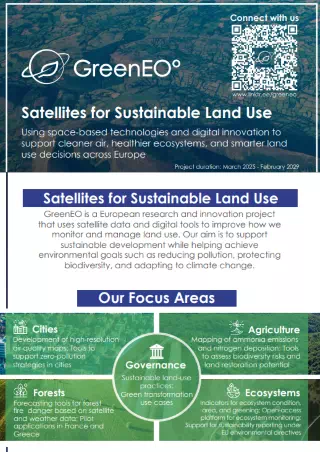 Connect with us
GreenEO°
www.linktr.ee/greeneo
Satellites for Sustainable Land Use
Using space-based technologies and digital innovation to
support cleaner air, healthier ecosystems, and smarter land
use decisions across Europe
Project duration: March 2025 - February 2029
Satellites for Sustainable Land Use
GreenEO is a European research and innovation project
that uses satellite data and digital tools to improve how we
monitor and manage land use. Our aim is to support
sustainable development while helping achieve
environmental goals such as reducing pollution, protecting
biodiversity, and adapting to climate change.
Our Focus Areas
Cities
Development of high-resolution
air quality maps; Tools to
support zero-pollution
strategies in cities
Agriculture
Mapping of ammonia emissions
and nitrogen deposition; Tools
to assess biodiversity risks and
land restoration potential
Governance
Sustainable land-use
practices;
Green transformation
use cases
Forests
Forecasting tools for forest
fire danger based on satellite
and weather data; Pilot
applications in France and
Greece
Ecosystems
Indicators for ecosystem condition,
area, and greening; Open-access
platform for ecosystem monitoring;
Support for sustainability reporting under
EU environmental directives